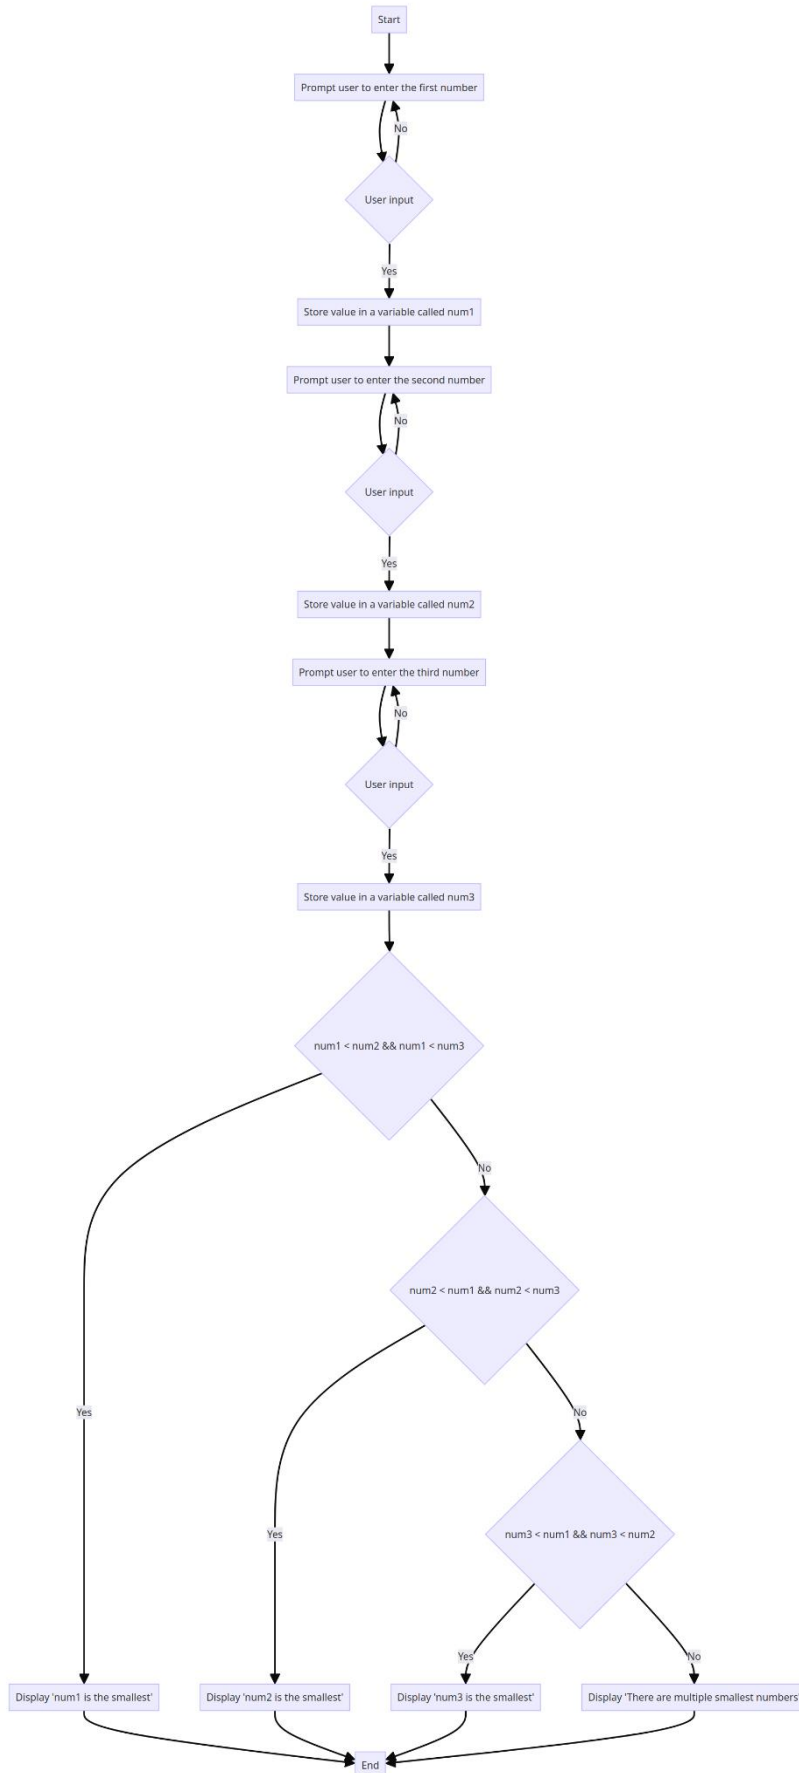 Start
Prompt user to enter the first number
No
User input
Yes
Store value in a variable called num1
Prompt user to enter the second number
No
User input
Yes
Store value in a variable called num2
Prompt user to enter the third number
No
User input
Yes
Store value in a variable called num3
num1 < num2 && num1 < num3
No
num2 < num1 && num2 < num3
Yes
No
Yes
num3 < num1 && num3 < num2
Yes
No
Display 'num1 is the smallest'
Display 'num2 is the smallest'
Display 'num3 is the smallest'
Display 'There are multiple smallest numbers'
End